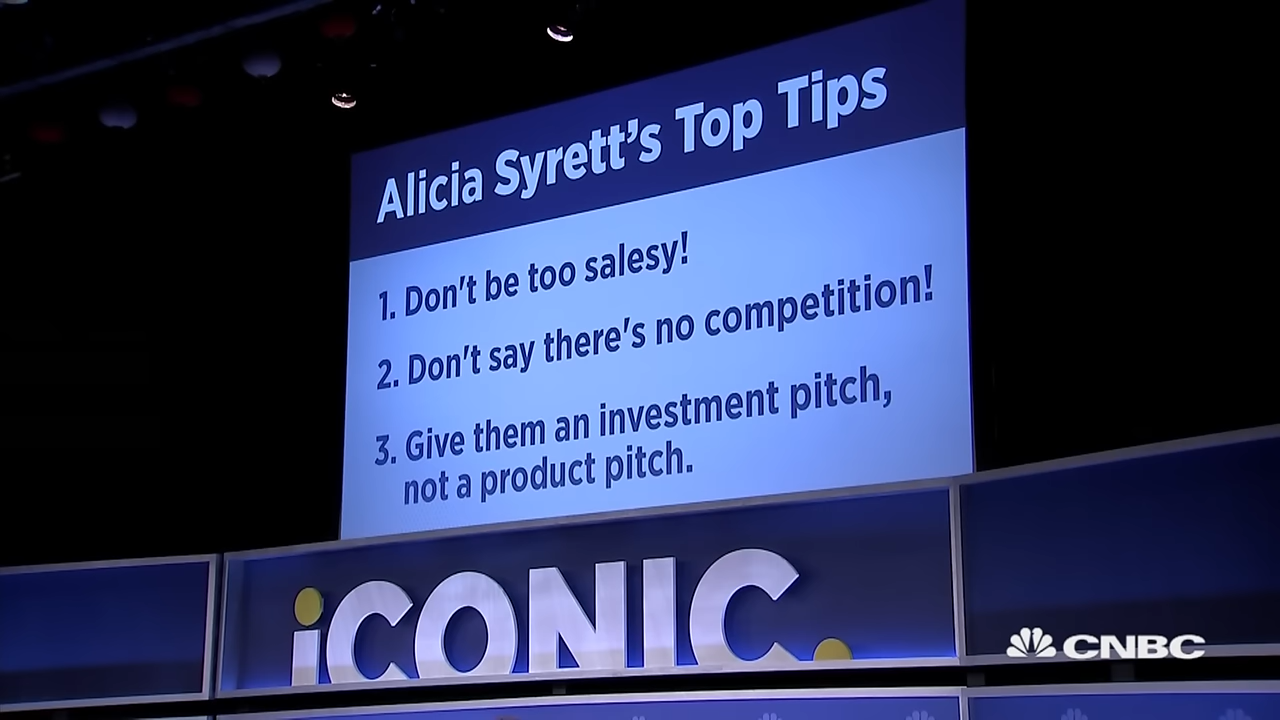 Alicia Syrett’s Top Tips
1. Don't be too salesy!
2. Don't say there's no competition!
3. Give them an investment pitch,
not a product pitch.
iCONIC.
CNBC